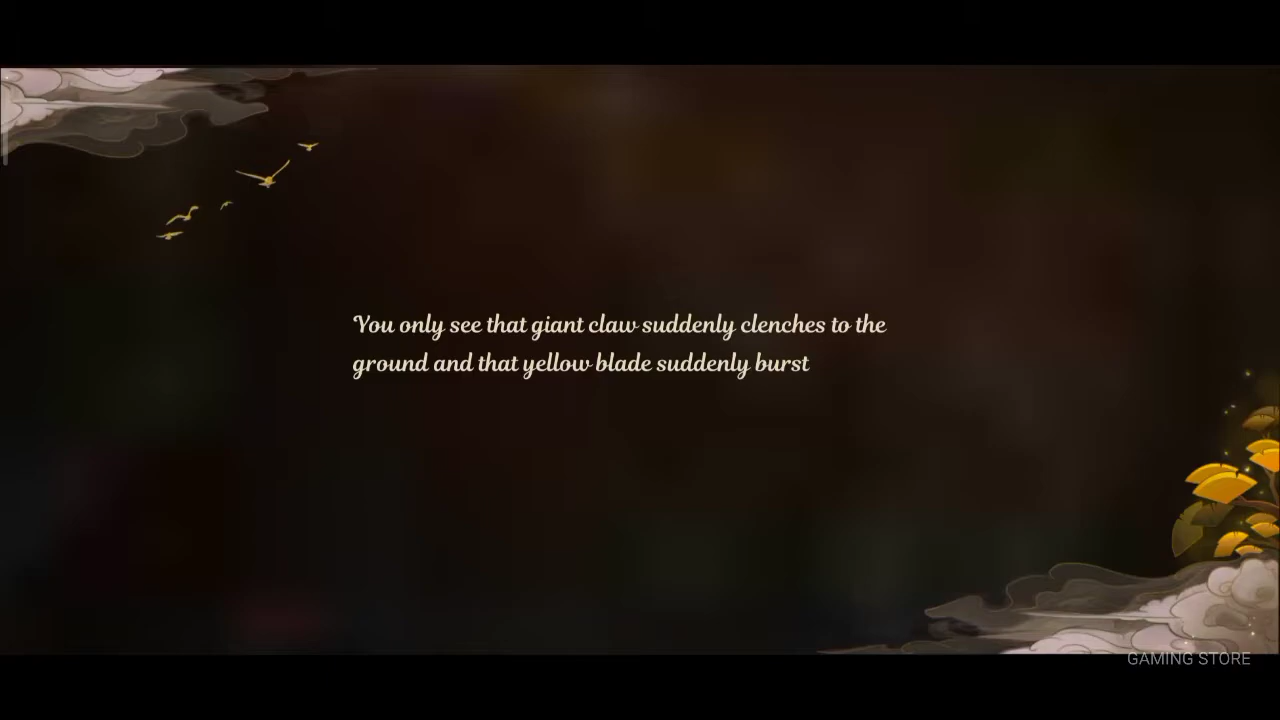 You only see that giant claw suddenly clenches to the
ground and that yellow blade suddenly burst
GAMING STORE